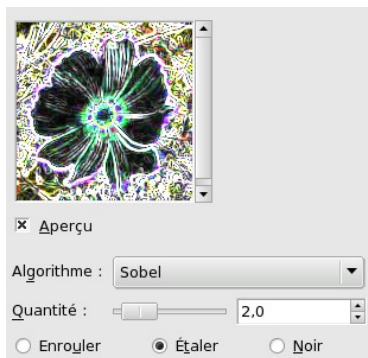 Aperçu
Algorithme : Sobel
Quantité : 2,0
Enrouler Étaler Noir